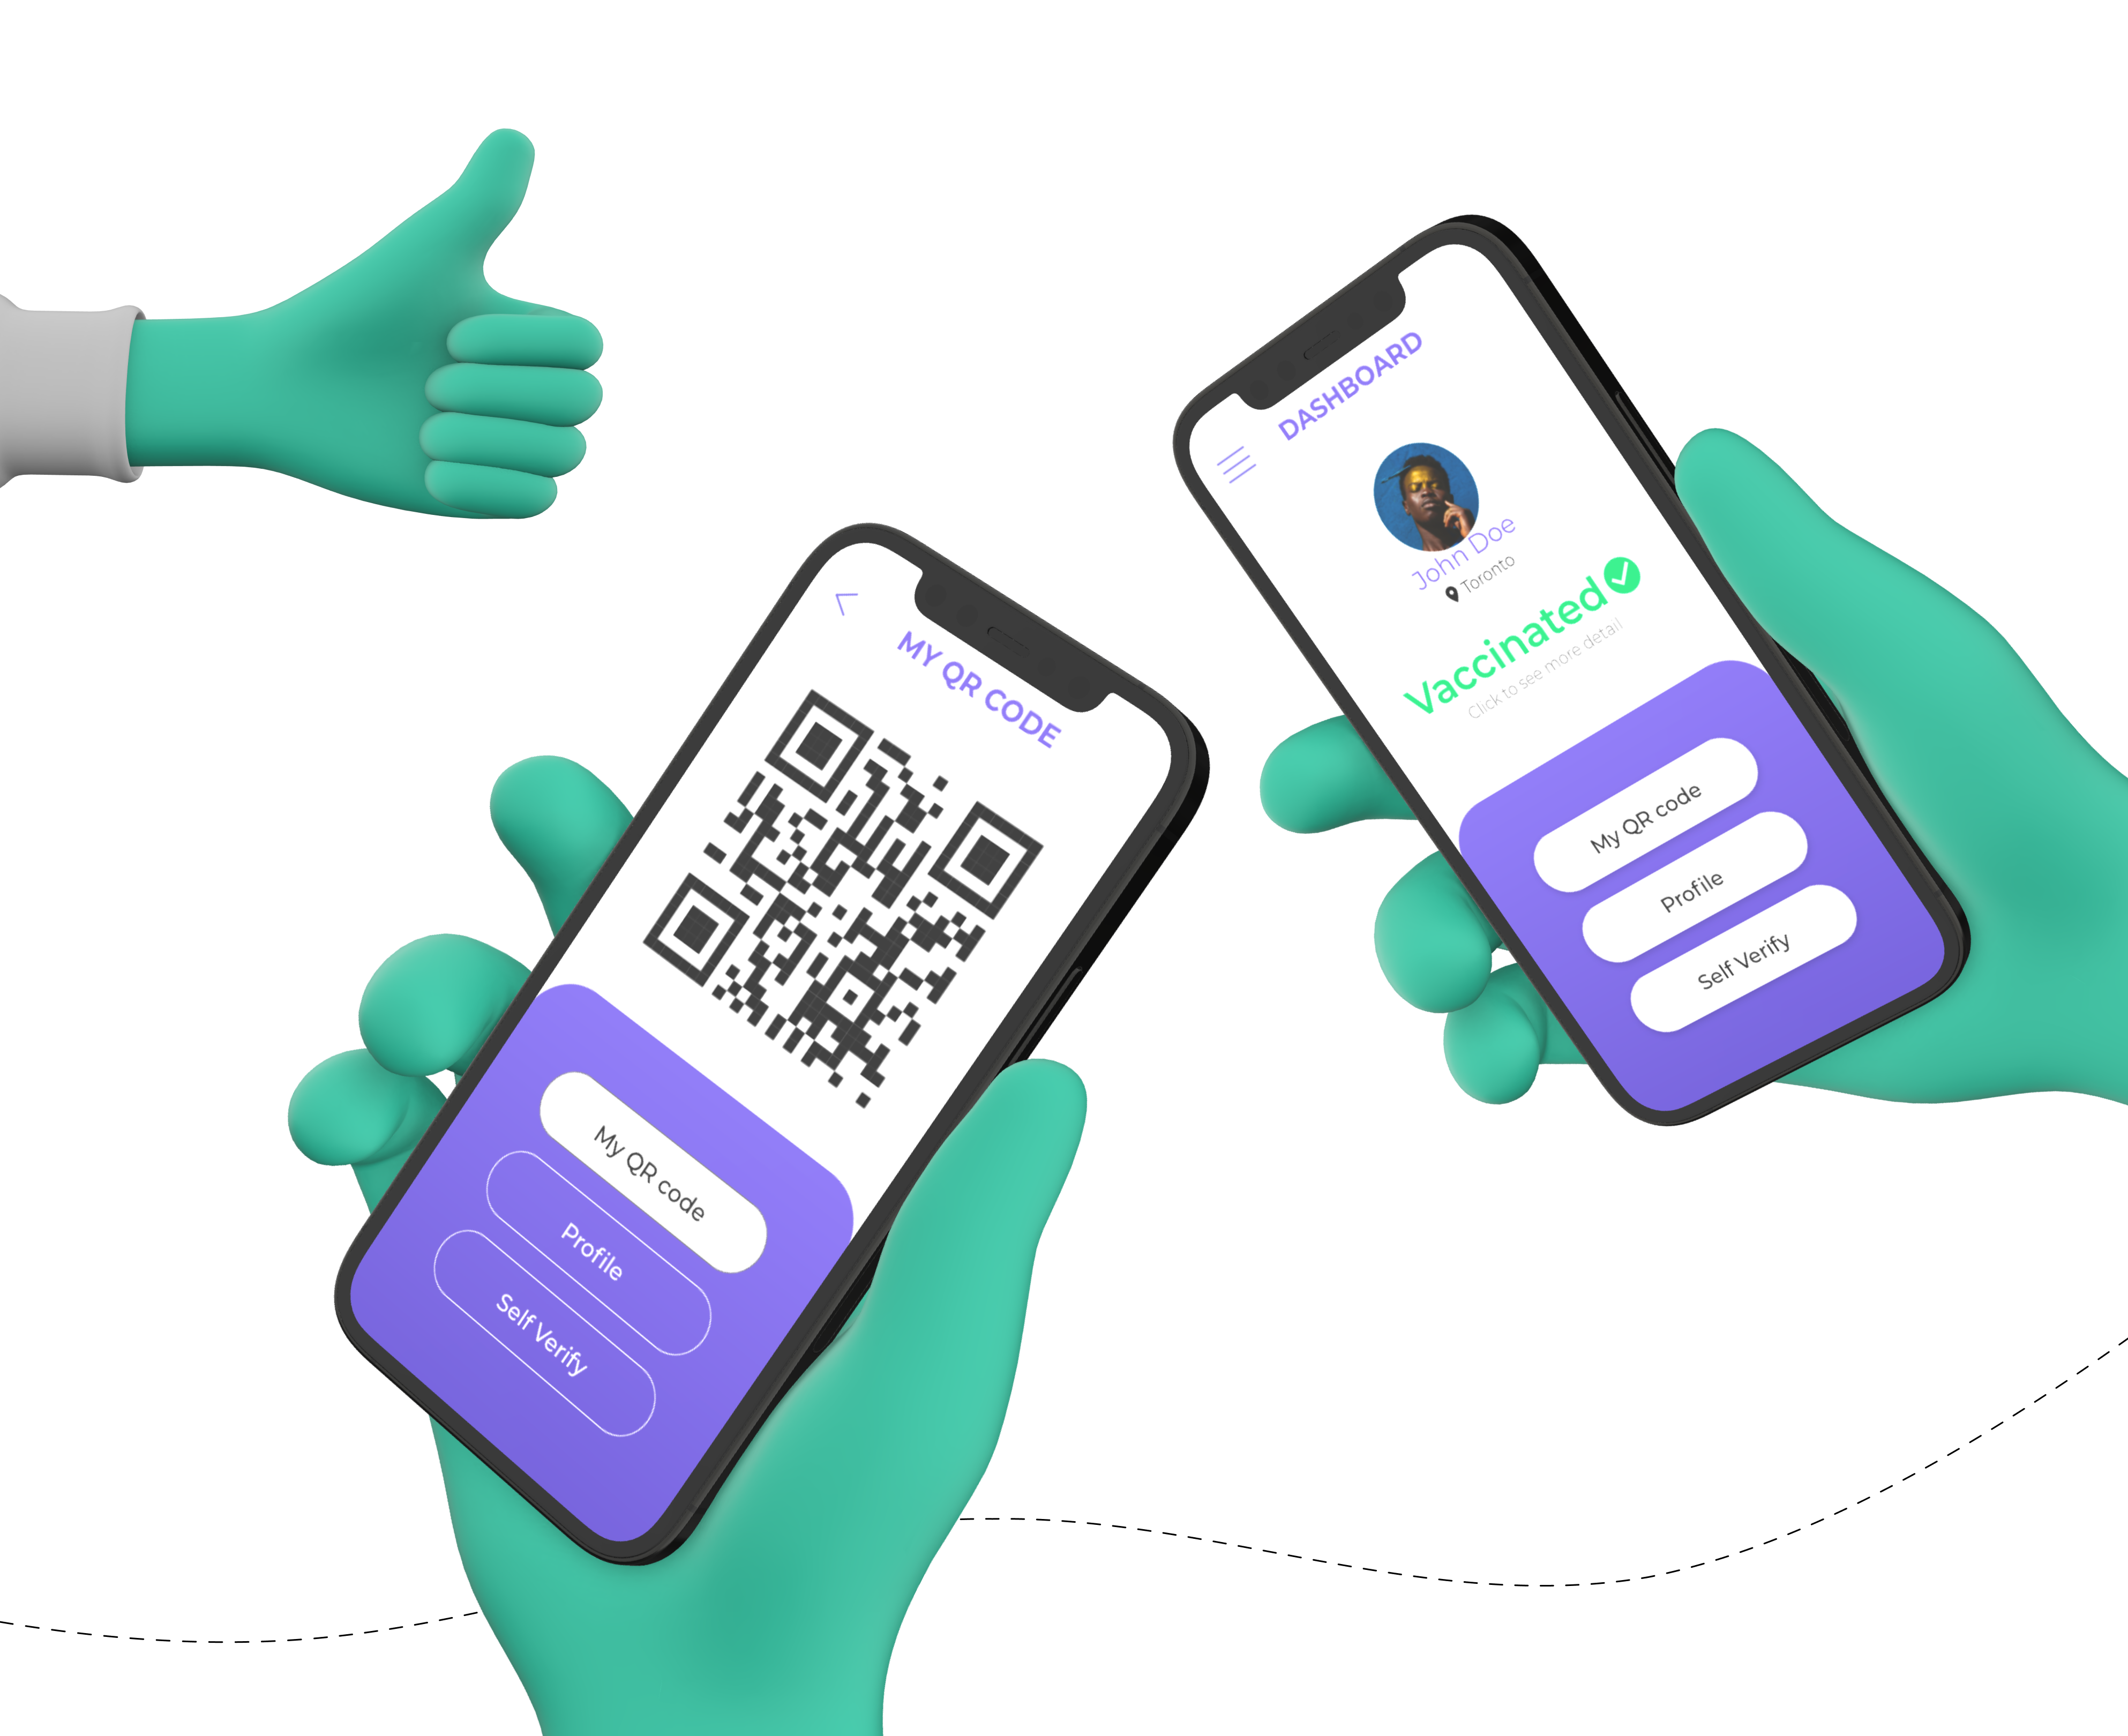 MY QR CODE
My QR code
Profile
Self Verify
DASHBOARD
John Doe
Toronto
Vaccinated
Click to see more detail
My QR code
Profile
Self Verify